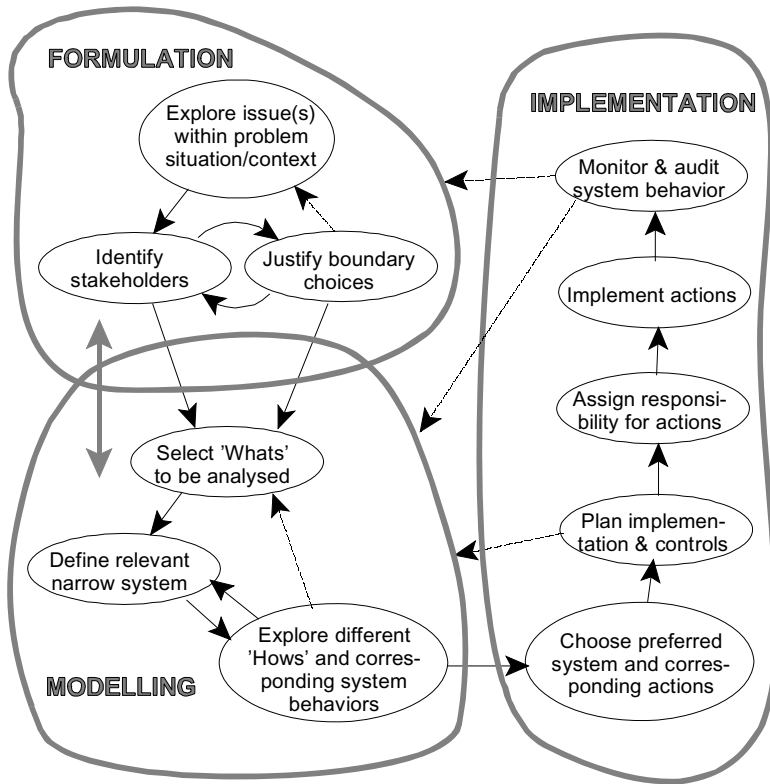 FORMULATION
Explore issue(s)
within problem
situation/context
Identify
stakeholders
Justify boundary
choices
Select 'Whats'
to be analysed
Define relevant
narrow system
Explore different
'Hows' and corres-
ponding system
behaviors
MODELLING
IMPLEMENTATION
Monitor & audit
system behavior
Implement actions
Assign responsi-
bility for actions
Plan implemen-
tation & controls
Choose preferred
system and corres-
ponding actions